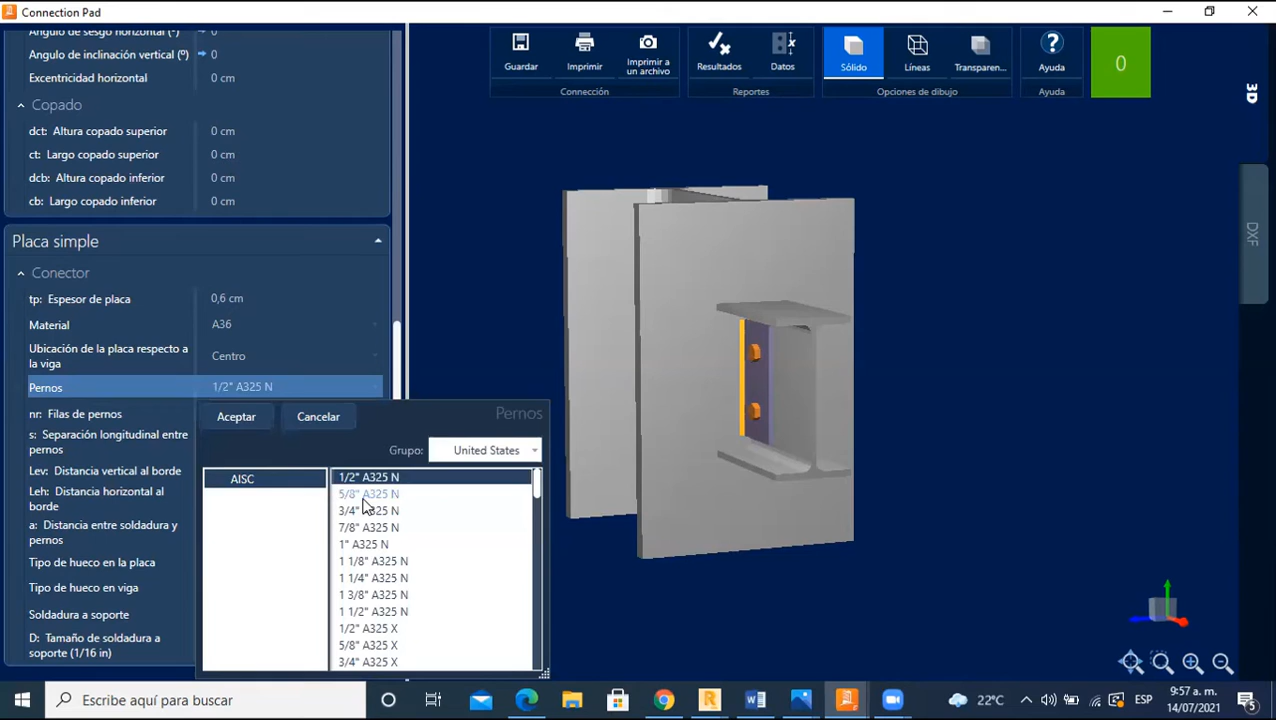 Connection Pad
Angulo de sesgo horizontal (º) 0
Angulo de inclinación vertical (º) 0
Excentricidad horizontal 0 cm
Copado
dct: Altura copado superior 0 cm
ct: Largo copado superior 0 cm
dcb: Altura copado inferior 0 cm
cb: Largo copado inferior 0 cm
Placa simple
Conector
tp: Espesor de placa 0,6 cm
Material A36
Ubicación de la placa respecto a
la viga Centro
Pernos 1/2" A325 N
nr: Filas de pernos
s: Separación longitudinal entre
pernos
Lev: Distancia vertical al borde
Leh: Distancia horizontal al
borde
a: Distancia entre soldadura y
pernos
Tipo de hueco en la placa
Tipo de hueco en viga
Soldadura a soporte
D: Tamaño de soldadura a
soporte (1/16 in)
Aceptar Cancelar Pernos
Grupo: United States
AISC
1/2" A325 N
5/8" A325 N
3/4" A325 N
7/8" A325 N
1" A325 N
1 1/8" A325 N
1 1/4" A325 N
1 3/8" A325 N
1 1/2" A325 N
1/2" A325 X
5/8" A325 X
3/4" A325 X
Guardar Imprimir Imprimir a
un archivo
Conección
Resultados Datos
Reportes
Sólido Líneas Transparen...
Opciones de dibujo
Ayuda
Ayuda
0
3D
DXF
Escribe aquí para buscar
22°C ESP 9:57 a. m.
14/07/2021
5